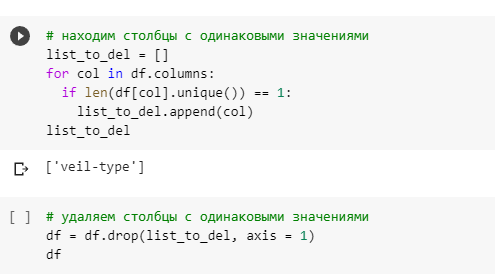 # находим столбцы с одинаковыми значениями
list_to_del = []
for col in df.columns:
  if len(df[col].unique()) == 1:
    list_to_del.append(col)
list_to_del
['veil-type']
[ ] # удаляем столбцы с одинаковыми значениями
df = df.drop(list_to_del, axis = 1)
df